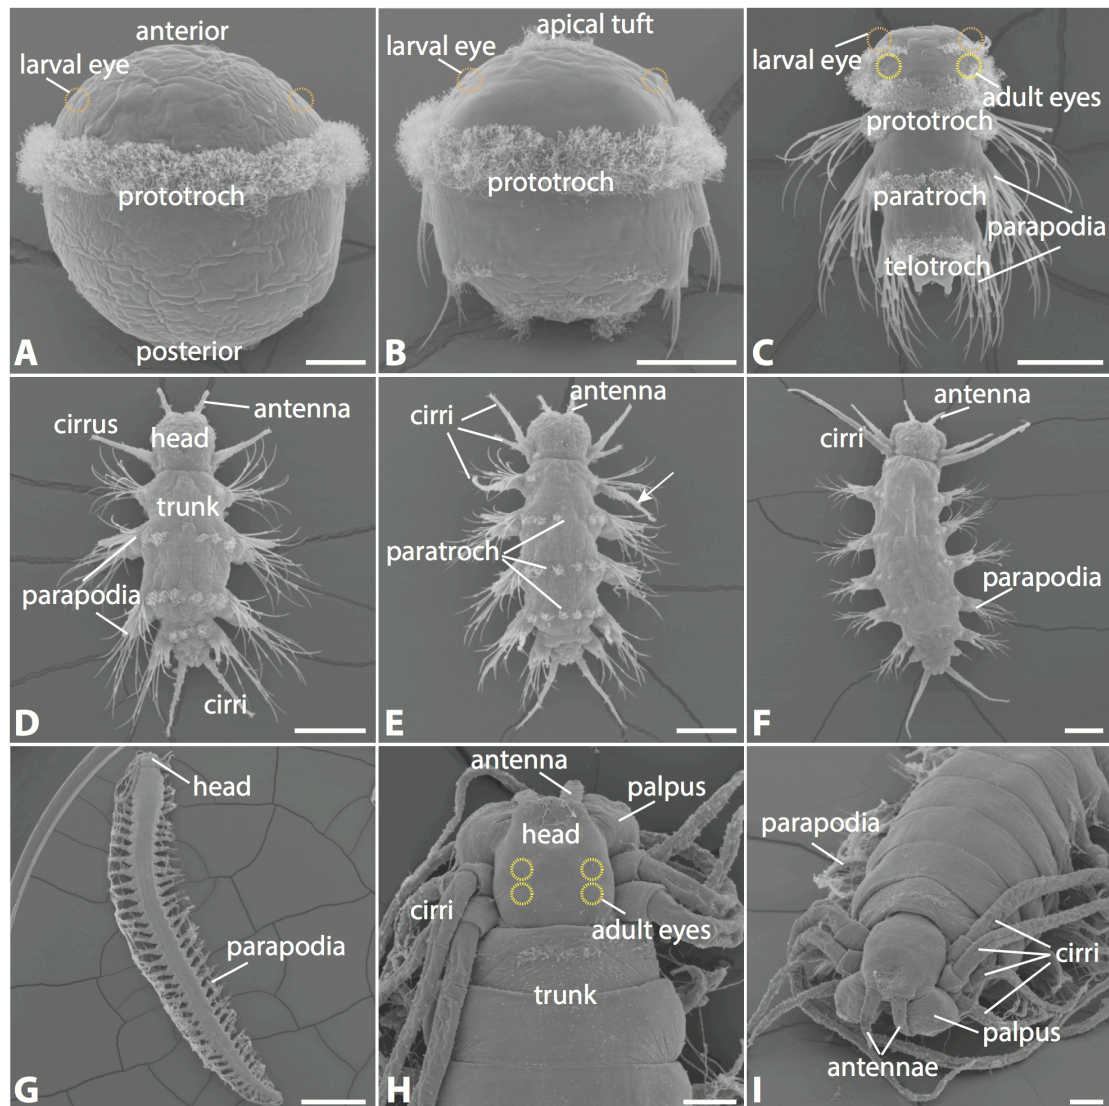 anterior
larval eye
prototroch
posterior
A
apical tuft
larval eye
prototroch
B
larval eye
adult eyes
prototroch
paratroch
parapodia
telotroch
C
antenna
cirrus
head
trunk
parapodia
cirri
D
antenna
cirri
paratroch
E
antenna
cirri
parapodia
F
head
parapodia
G
antenna
palpus
head
cirri
adult eyes
trunk
H
parapodia
cirri
palpus
antennae
I